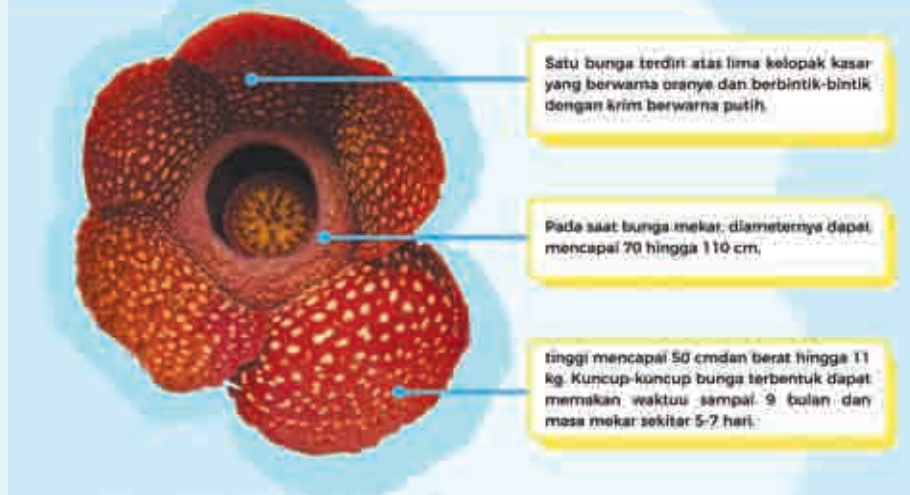 Satu bunga terdiri atas lima kelopak kasar
yang berwarna oranye dan berbintik-bintik
dengan krim berwarna putih.
Pada saat bunga mekar, diameternya dapat
mencapai 70 hingga 110 cm,
tinggi mencapai 50 cmdan berat hingga 11
kg. Kuncup-kuncup bunga terbentuk dapat
memakan waktuu sampai 9 bulan dan
masa mekar sekitar 5-7 hari.